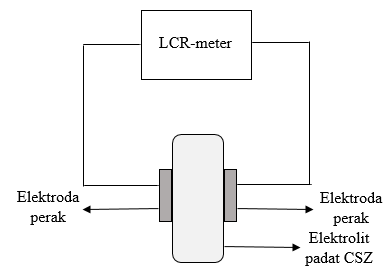 LCR-meter
Elektroda
perak
Elektroda
perak
Elektrolit
padat CSZ